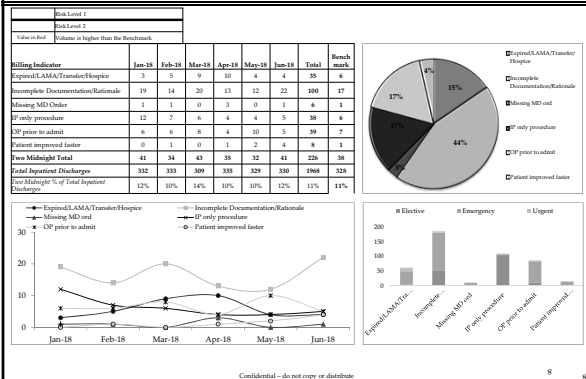 Risk Level 1
Risk Level 2
Value in Red Volume is higher than the Benchmark
Billing Indicator Jan-18 Feb-18 Mar-18 Apr-18 May-18 Jun-18 Total Bench mark
Expired/LAMA/Transfer/Hospice 3 5 9 10 4 4 35 6
Incomplete Documentation/Rationale 19 14 20 13 12 22 100 17
Missing MD Order 1 1 0 3 0 1 6 1
IP only procedure 12 7 6 4 4 5 38 6
OP prior to admit 6 6 8 4 10 5 39 7
Patient improved faster 0 1 0 1 2 4 8 1
Two Midnight Total 41 34 43 35 32 41 226 38
Total Inpatient Discharges 332 333 309 335 329 330 1968 328
Two Midnight % of Total Inpatient Discharges 12% 10% 14% 10% 10% 12% 11% 11%
4%
15%
17%
17%
44%
3%
Expired/LAMA/Transfer/
Hospice
Incomplete
Documentation/Rationale
Missing MD ord
IP only procedure
OP prior to admit
Patient improved faster
Expired/LAMA/Transfer/Hospice Incomplete Documentation/Rationale
Missing MD ord IP only procedure
OP prior to admit Patient improved faster
30
20
10
0
Jan-18 Feb-18 Mar-18 Apr-18 May-18 Jun-18
Elective Emergency Urgent
200
150
100
50
0
Expired/LAMA/Tra... Incomplete... Missing MD ord IP only procedure OP prior to admit Patient improved...
Confidential – do not copy or distribute
8
8